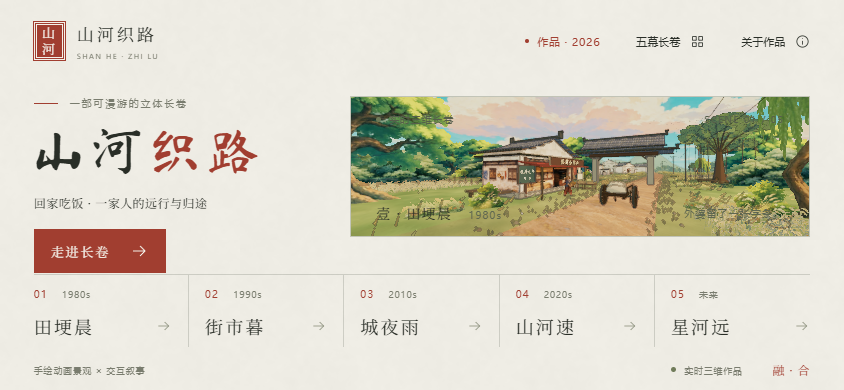 山河
山河织路
SHAN HE · ZHI LU
作品 · 2026
五幕长卷
关于作品
一部可漫游的立体长卷
山河织路
回家吃饭 · 一家人的远行与归途
走进长卷
壹 · 田埂晨 1980s
01 1980s
田埂晨
02 1990s
街市暮
03 2010s
城夜雨
04 2020s
山河速
05 未来
星河远
手绘动画景观 × 交互叙事
实时三维作品
融 · 合